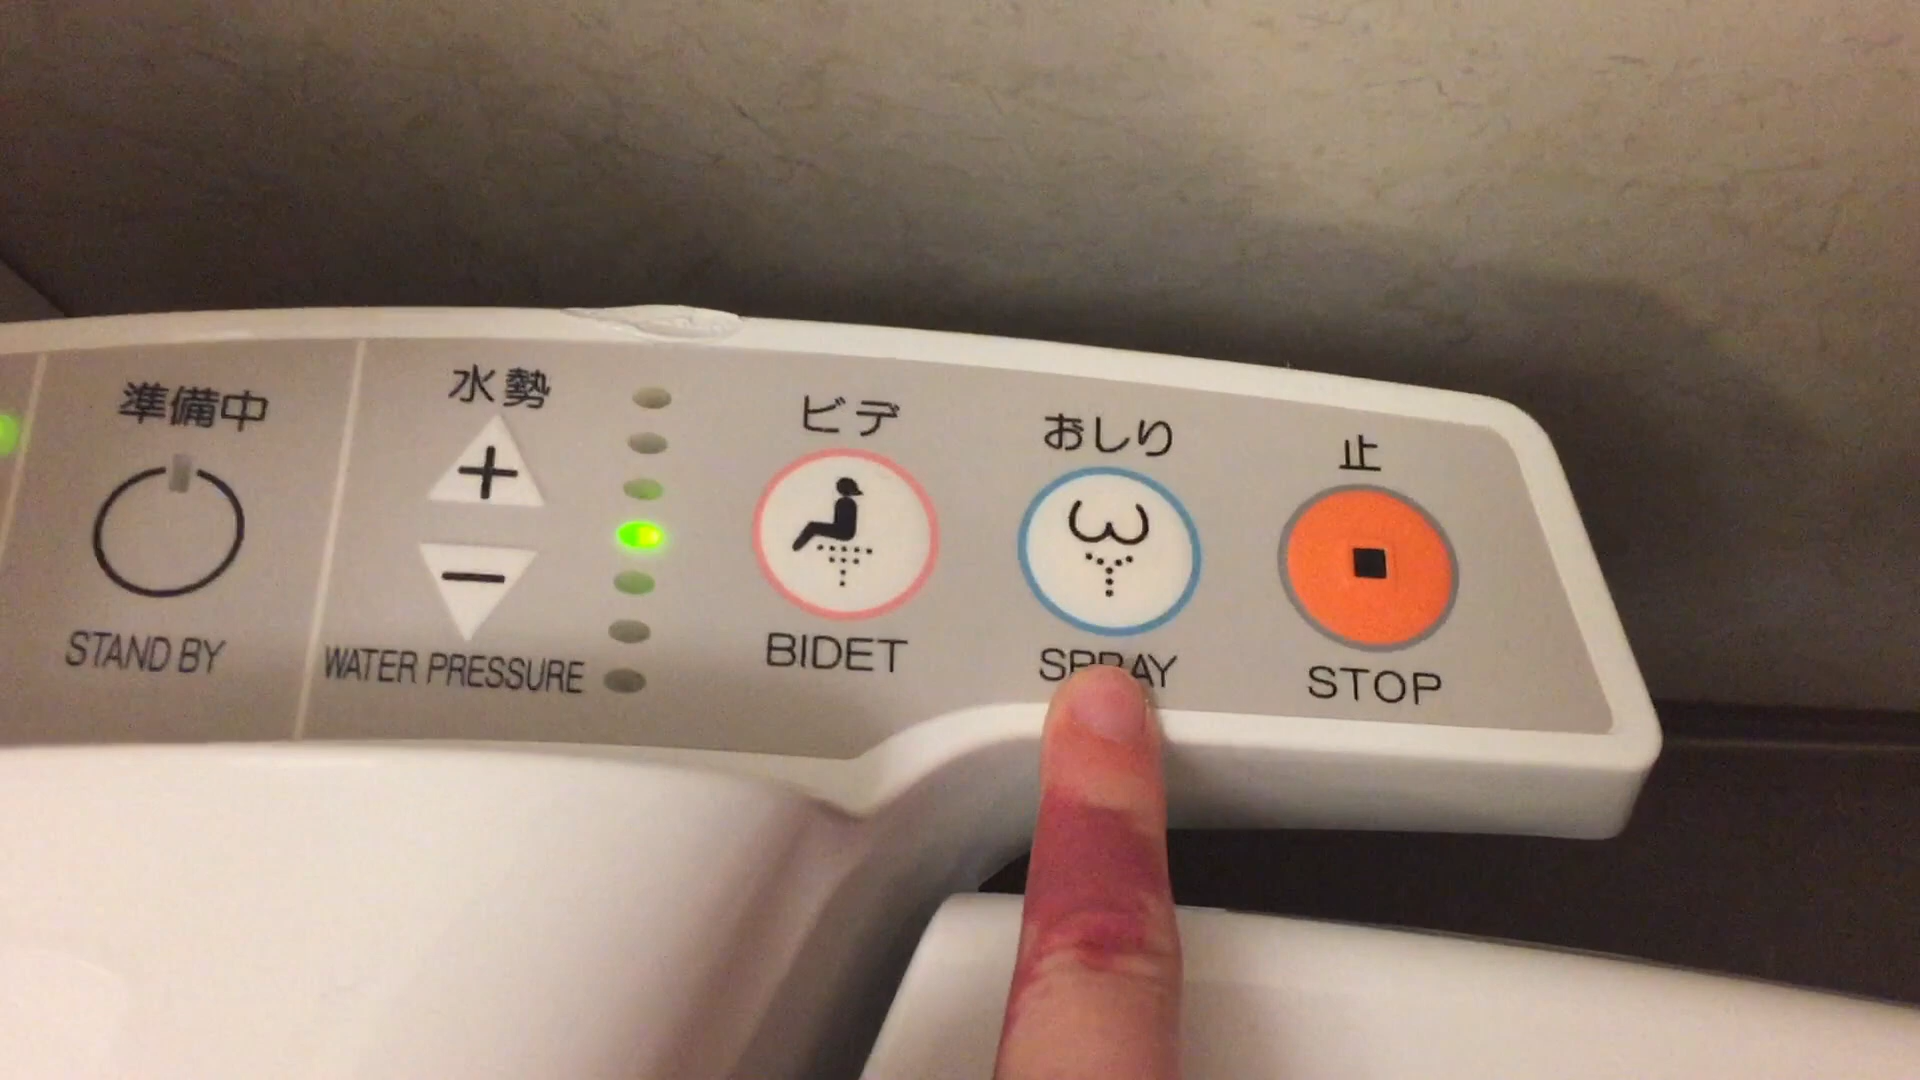 準備中
STAND BY
水勢
+
−
WATER PRESSURE
ビデ
BIDET
おしり
SPRAY
止
STOP